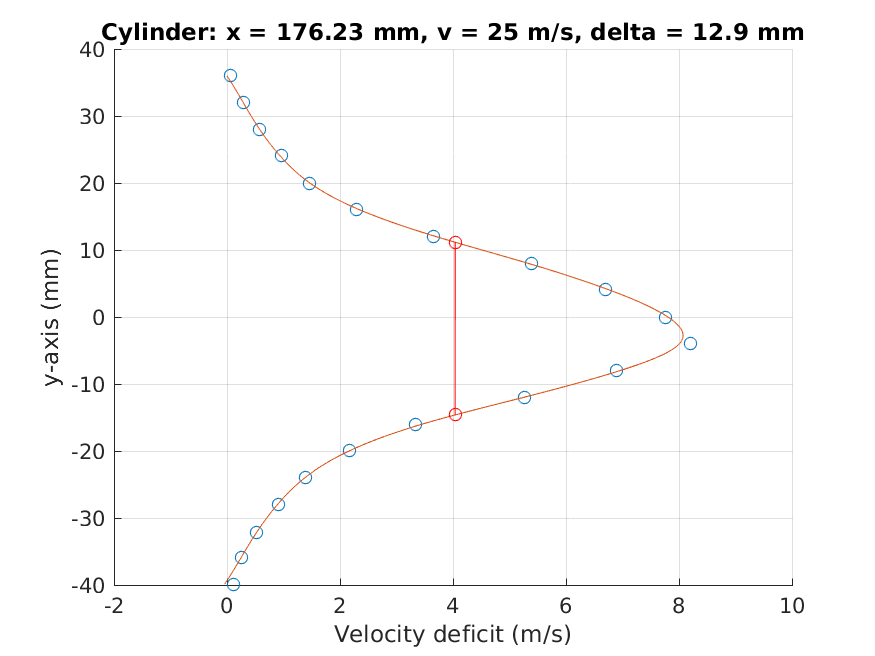 Cylinder: x = 176.23 mm, v = 25 m/s, delta = 12.9 mm
40
30
20
10
0
-10
-20
-30
-40
y-axis (mm)
-2 0 2 4 6 8 10
Velocity deficit (m/s)